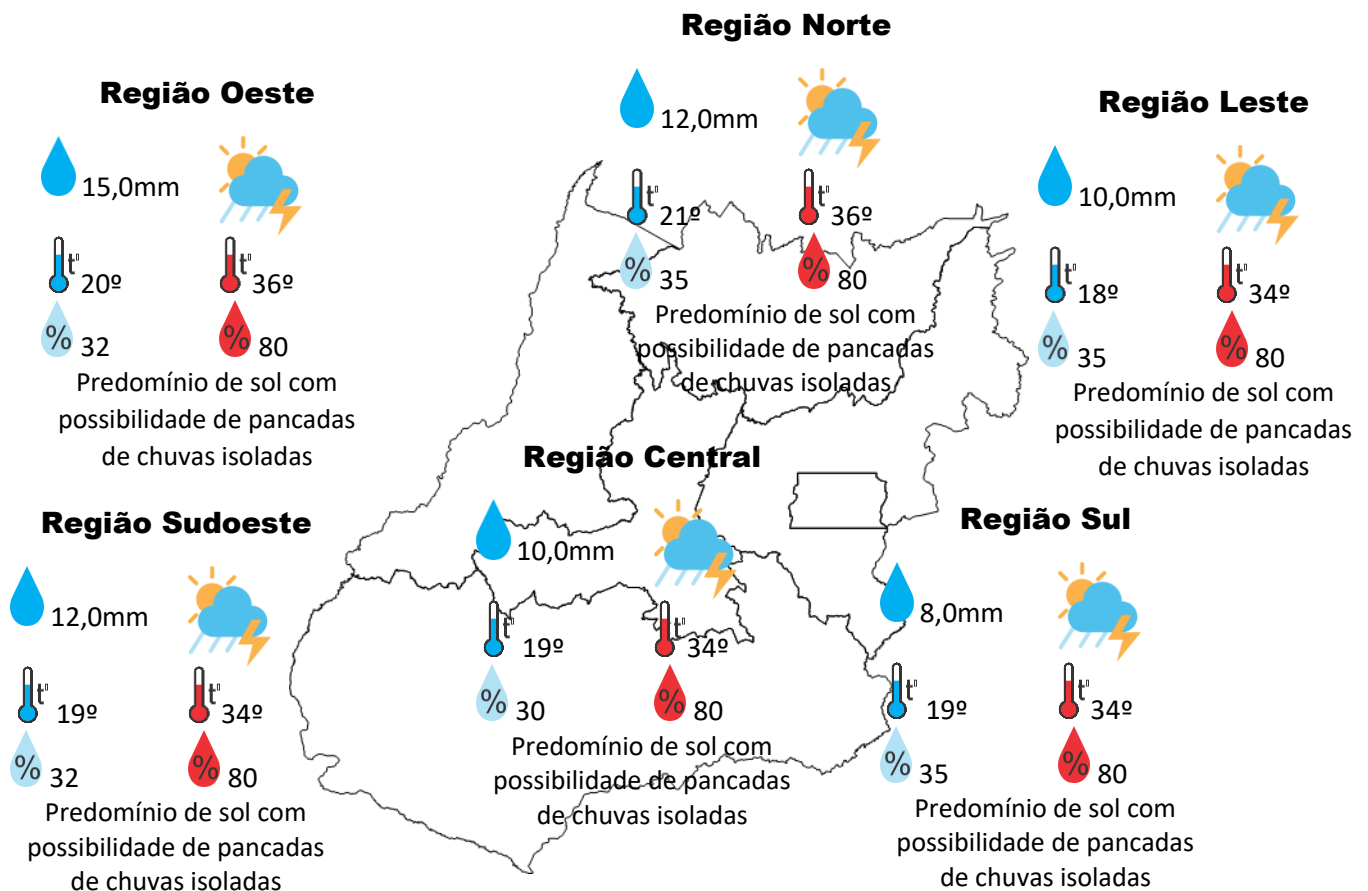 Região Norte
12,0mm
t°
21º
t°
36º
%
35
%
80
Predomínio de sol com
possibilidade de pancadas
de chuvas isoladas
Região Oeste
15,0mm
t°
20º
t°
36º
%
32
%
80
Predomínio de sol com
possibilidade de pancadas
de chuvas isoladas
Região Leste
10,0mm
t°
18º
t°
34º
%
35
%
80
Predomínio de sol com
possibilidade de pancadas
de chuvas isoladas
Região Central
10,0mm
t°
19º
t°
34º
%
30
%
80
Predomínio de sol com
possibilidade de pancadas
de chuvas isoladas
Região Sudoeste
12,0mm
t°
19º
t°
34º
%
32
%
80
Predomínio de sol com
possibilidade de pancadas
de chuvas isoladas
Região Sul
8,0mm
t°
19º
t°
34º
%
35
%
80
Predomínio de sol com
possibilidade de pancadas
de chuvas isoladas